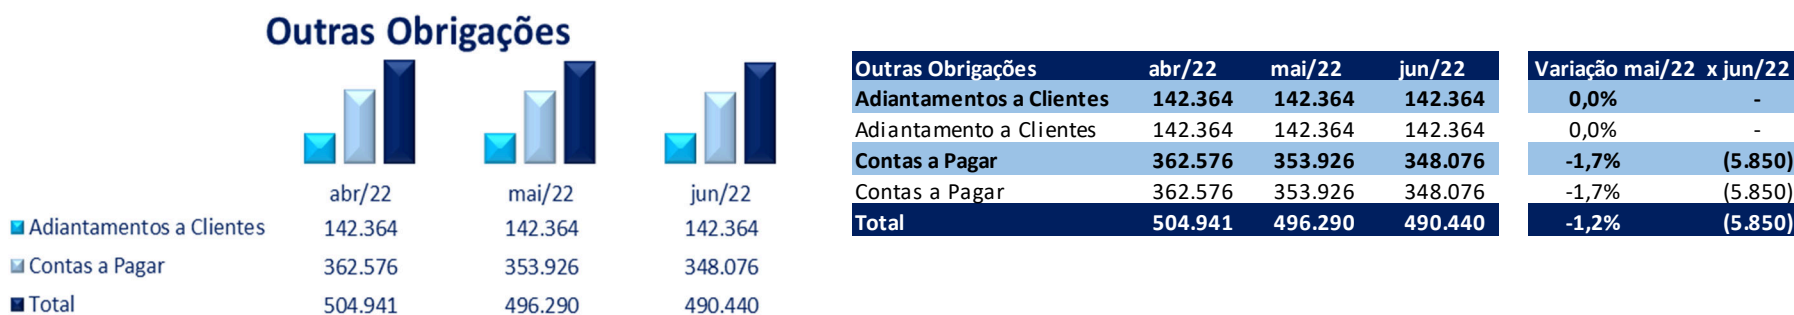 Outras Obrigações
abr/22 mai/22 jun/22
Adiantamentos a Clientes 142.364 142.364 142.364
Contas a Pagar 362.576 353.926 348.076
Total 504.941 496.290 490.440
Outras Obrigações abr/22 mai/22 jun/22 Variação mai/22 x jun/22
Adiantamentos a Clientes 142.364 142.364 142.364 0,0% -
Adiantamento a Clientes 142.364 142.364 142.364 0,0% -
Contas a Pagar 362.576 353.926 348.076 -1,7% (5.850)
Contas a Pagar 362.576 353.926 348.076 -1,7% (5.850)
Total 504.941 496.290 490.440 -1,2% (5.850)